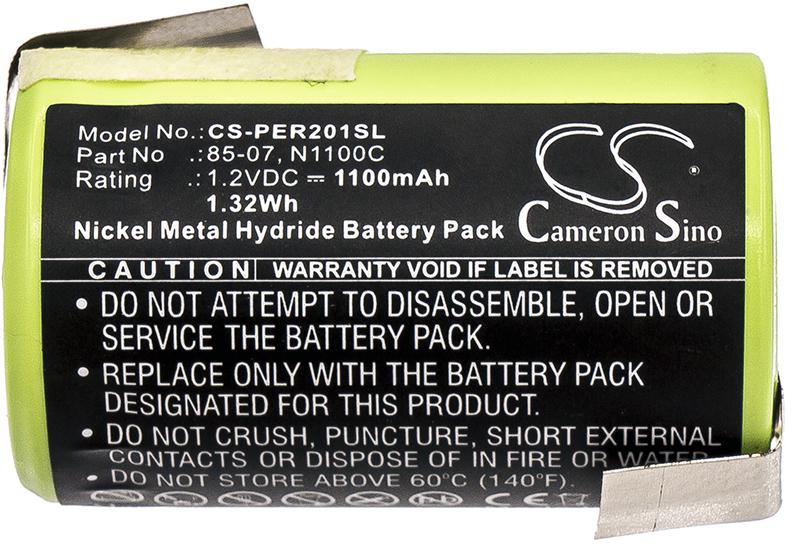 Model No.: CS-PER201SL
Part No .: 85-07, N1100C
Rating .: 1.2VDC ⎓ 1100mAh
1.32Wh
Nickel Metal Hydride Battery Pack
CS
®
Cameron Sino
CAUTION | WARRANTY VOID IF LABEL IS REMOVED
• DO NOT ATTEMPT TO DISASSEMBLE, OPEN OR
SERVICE THE BATTERY PACK.
• REPLACE ONLY WITH THE BATTERY PACK
DESIGNATED FOR THIS PRODUCT.
• DO NOT CRUSH, PUNCTURE, SHORT EXTERNAL
CONTACTS OR DISPOSE OF IN FIRE OR WATER
• DO NOT STORE ABOVE 60°C (140°F).